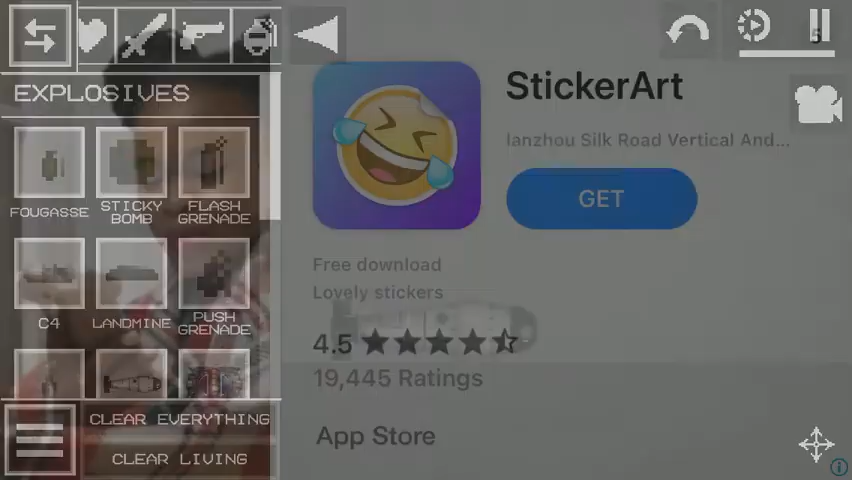 EXPLOSIVES
FOUGASSE
STICKY
BOMB
FLASH
GRENADE
C4
LANDMINE
PUSH
GRENADE
CLEAR EVERYTHING
CLEAR LIVING
5
StickerArt
lanzhou Silk Road Vertical And...
GET
Free download
Lovely stickers
4.5
19,445 Ratings
App Store